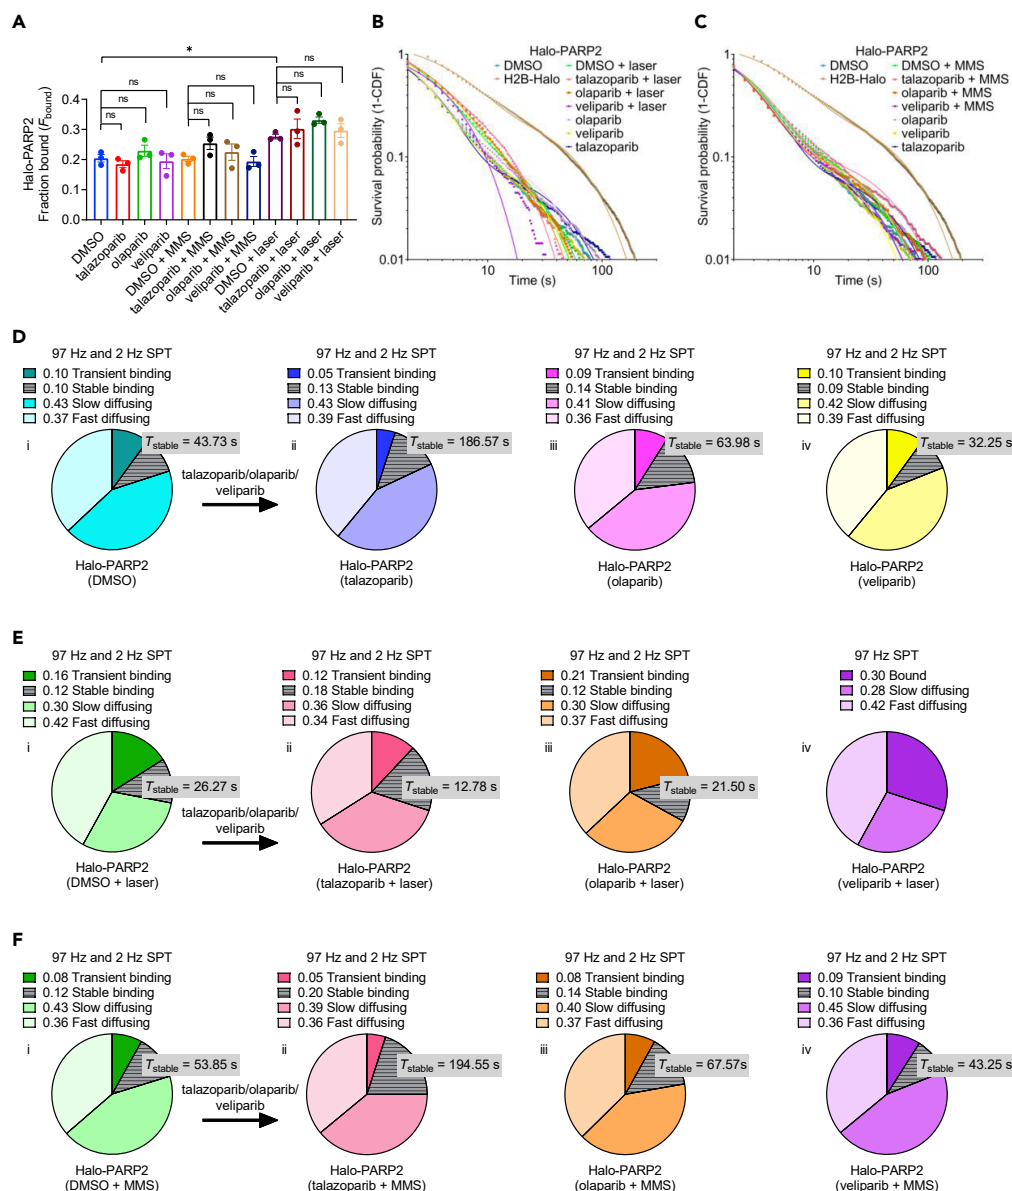 A
Halo-PARP2
Fraction bound (Fbound)
0.4
0.3
0.2
0.1
0.0
*
ns
ns
ns
ns
ns
ns
ns
ns
ns
DMSO
talazoparib
olaparib
veliparib
DMSO + MMS
talazoparib + MMS
olaparib + MMS
veliparib + MMS
DMSO + laser
talazoparib + laser
olaparib + laser
veliparib + laser
B
Halo-PARP2
DMSO
H2B-Halo
DMSO + laser
talazoparib + laser
olaparib + laser
veliparib + laser
olaparib
veliparib
talazoparib
Survival probability (1-CDF)
1
0.1
0.01
10
100
Time (s)
C
Halo-PARP2
DMSO
H2B-Halo
DMSO + MMS
talazoparib + MMS
olaparib + MMS
veliparib + MMS
olaparib
veliparib
talazoparib
Survival probability (1-CDF)
1
0.1
0.01
10
100
Time (s)
D
97 Hz and 2 Hz SPT
0.10 Transient binding
0.10 Stable binding
0.43 Slow diffusing
0.37 Fast diffusing
i
Tstable = 43.73 s
Halo-PARP2
(DMSO)
talazoparib/olaparib/
veliparib
97 Hz and 2 Hz SPT
0.05 Transient binding
0.13 Stable binding
0.43 Slow diffusing
0.39 Fast diffusing
ii
Tstable = 186.57 s
Halo-PARP2
(talazoparib)
97 Hz and 2 Hz SPT
0.09 Transient binding
0.14 Stable binding
0.41 Slow diffusing
0.36 Fast diffusing
iii
Tstable = 63.98 s
Halo-PARP2
(olaparib)
97 Hz and 2 Hz SPT
0.10 Transient binding
0.09 Stable binding
0.42 Slow diffusing
0.39 Fast diffusing
iv
Tstable = 32.25 s
Halo-PARP2
(veliparib)
E
97 Hz and 2 Hz SPT
0.16 Transient binding
0.12 Stable binding
0.30 Slow diffusing
0.42 Fast diffusing
i
Tstable = 26.27 s
Halo-PARP2
(DMSO + laser)
talazoparib/olaparib/
veliparib
97 Hz and 2 Hz SPT
0.12 Transient binding
0.18 Stable binding
0.36 Slow diffusing
0.34 Fast diffusing
ii
Tstable = 12.78 s
Halo-PARP2
(talazoparib + laser)
97 Hz and 2 Hz SPT
0.21 Transient binding
0.12 Stable binding
0.30 Slow diffusing
0.37 Fast diffusing
iii
Tstable = 21.50 s
Halo-PARP2
(olaparib + laser)
97 Hz SPT
0.30 Bound
0.28 Slow diffusing
0.42 Fast diffusing
iv
Halo-PARP2
(veliparib + laser)
F
97 Hz and 2 Hz SPT
0.08 Transient binding
0.12 Stable binding
0.43 Slow diffusing
0.36 Fast diffusing
i
Tstable = 53.85 s
Halo-PARP2
(DMSO + MMS)
talazoparib/olaparib/
veliparib
97 Hz and 2 Hz SPT
0.05 Transient binding
0.20 Stable binding
0.39 Slow diffusing
0.36 Fast diffusing
ii
Tstable = 194.55 s
Halo-PARP2
(talazoparib + MMS)
97 Hz and 2 Hz SPT
0.08 Transient binding
0.14 Stable binding
0.40 Slow diffusing
0.37 Fast diffusing
iii
Tstable = 67.57s
Halo-PARP2
(olaparib + MMS)
97 Hz and 2 Hz SPT
0.09 Transient binding
0.10 Stable binding
0.45 Slow diffusing
0.36 Fast diffusing
iv
Tstable = 43.25 s
Halo-PARP2
(veliparib + MMS)